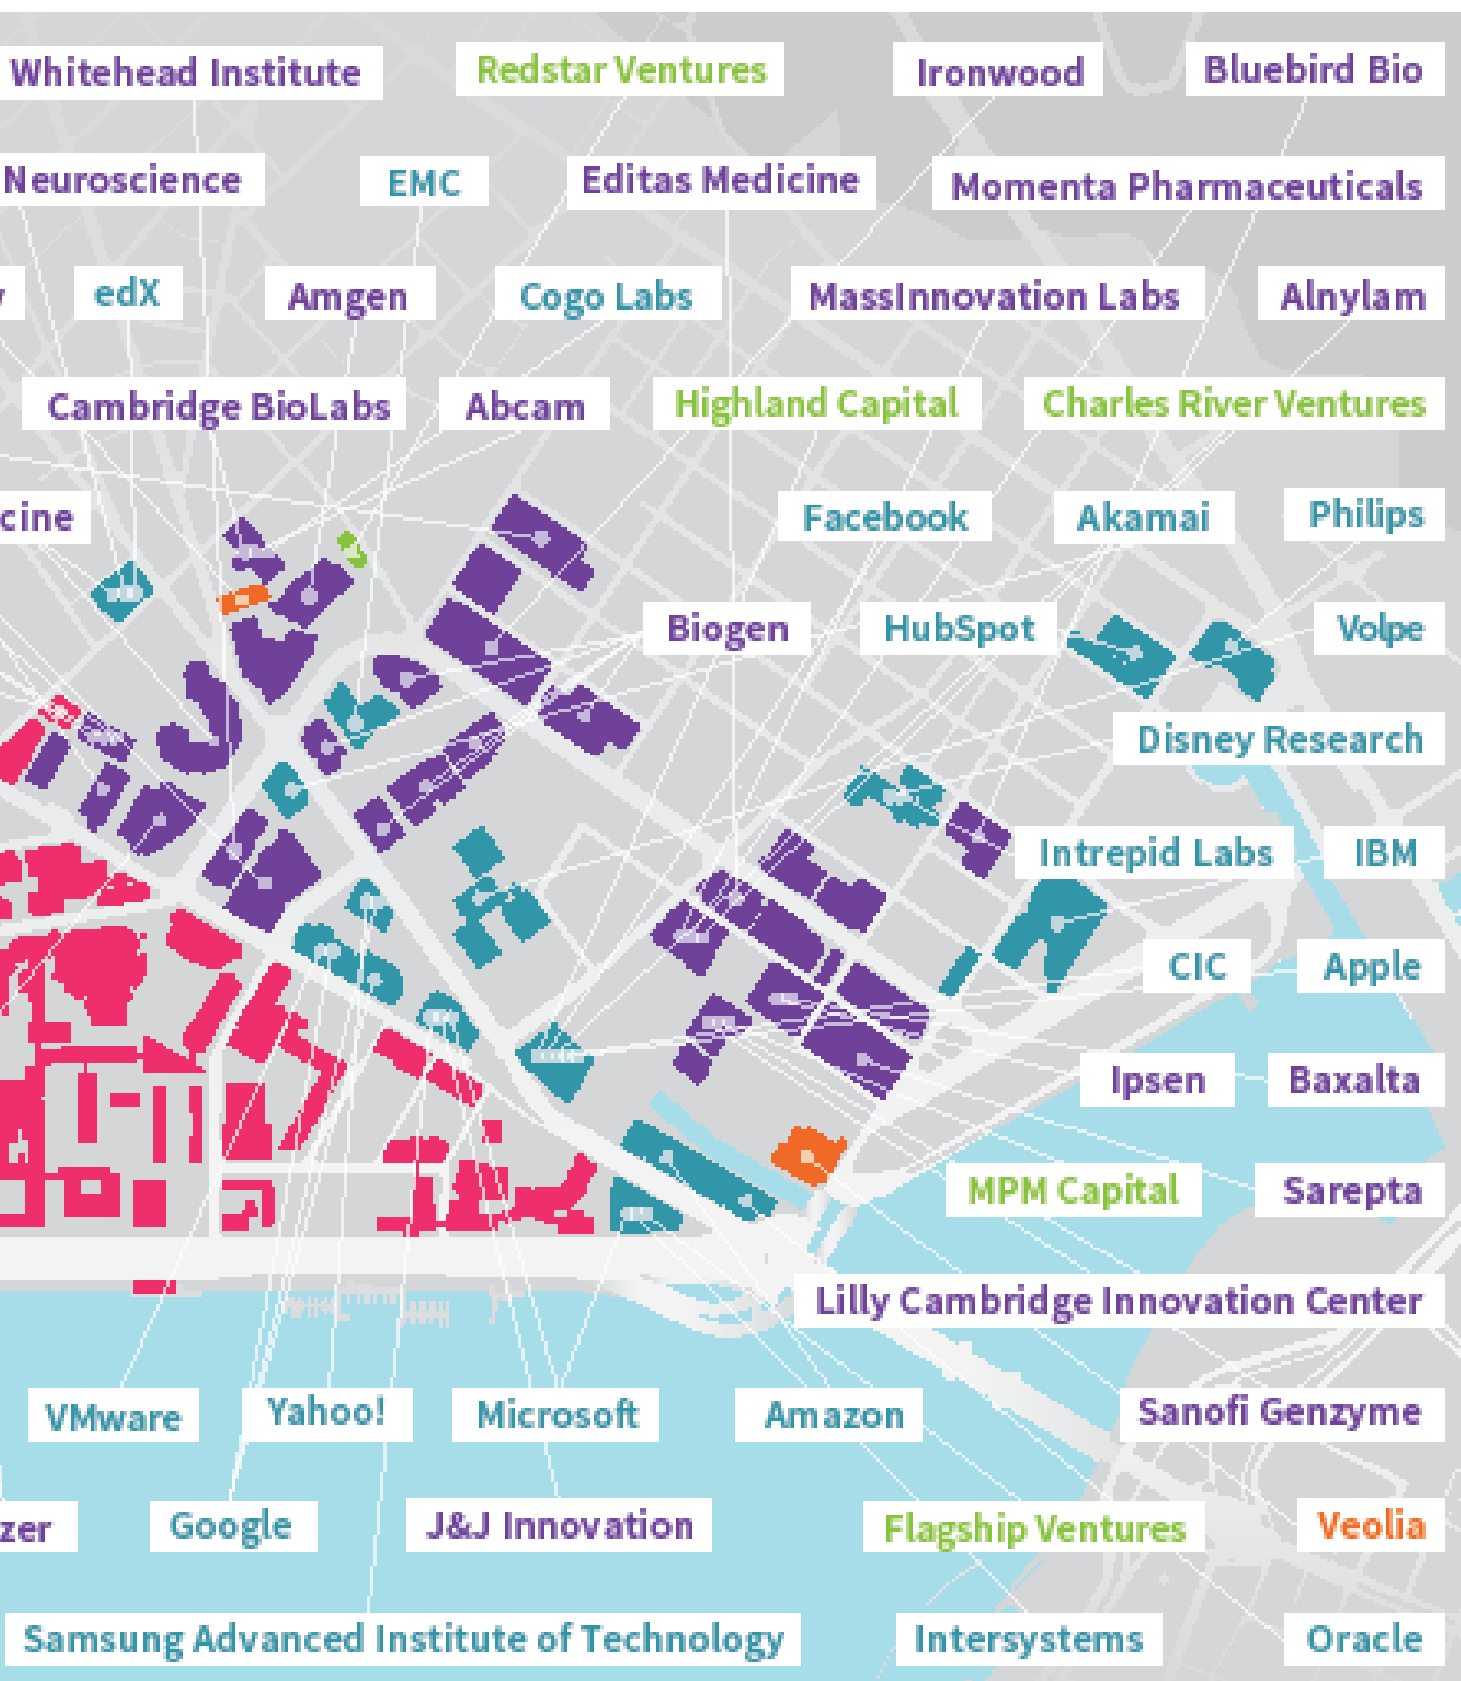 Whitehead Institute
Redstar Ventures
Ironwood
Bluebird Bio
Neuroscience
EMC
Editas Medicine
Momenta Pharmaceuticals
y
edX
Amgen
Cogo Labs
MassInnovation Labs
Alnylam
Cambridge BioLabs
Abcam
Highland Capital
Charles River Ventures
cine
Facebook
Akamai
Philips
Biogen
HubSpot
Volpe
Disney Research
Intrepid Labs
IBM
CIC
Apple
Ipsen
Baxalta
MPM Capital
Sarepta
Lilly Cambridge Innovation Center
VMware
Yahoo!
Microsoft
Amazon
Sanofi Genzyme
zer
Google
J&J Innovation
Flagship Ventures
Veolia
Samsung Advanced Institute of Technology
Intersystems
Oracle